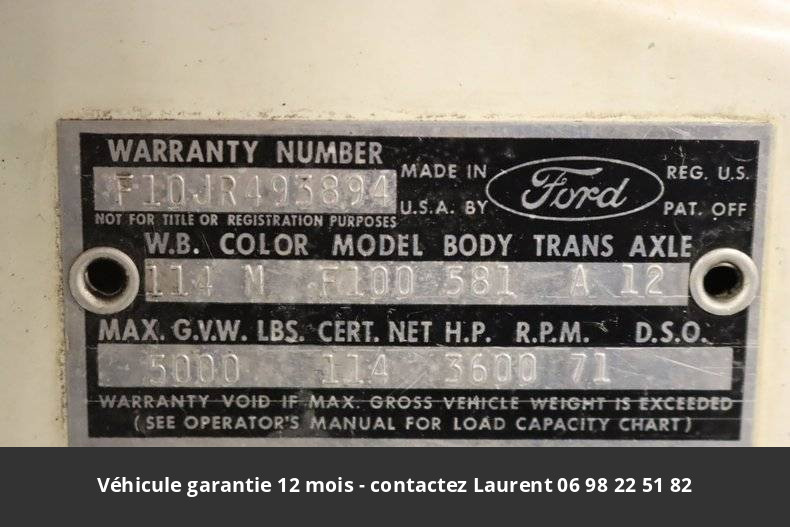 WARRANTY NUMBER
F10JR493894
NOT FOR TITLE OR REGISTRATION PURPOSES
MADE IN
U.S.A. BY
Ford
REG. U.S.
PAT. OFF
W.B. COLOR MODEL BODY TRANS AXLE
114 M F100 581 A 12
MAX. G.V.W. LBS. CERT. NET H.P. R.P.M. D.S.O.
5000 114 3600 71
WARRANTY VOID IF MAX. GROSS VEHICLE WEIGHT IS EXCEEDED
(SEE OPERATOR'S MANUAL FOR LOAD CAPACITY CHART)
Véhicule garantie 12 mois - contactez Laurent 06 98 22 51 82